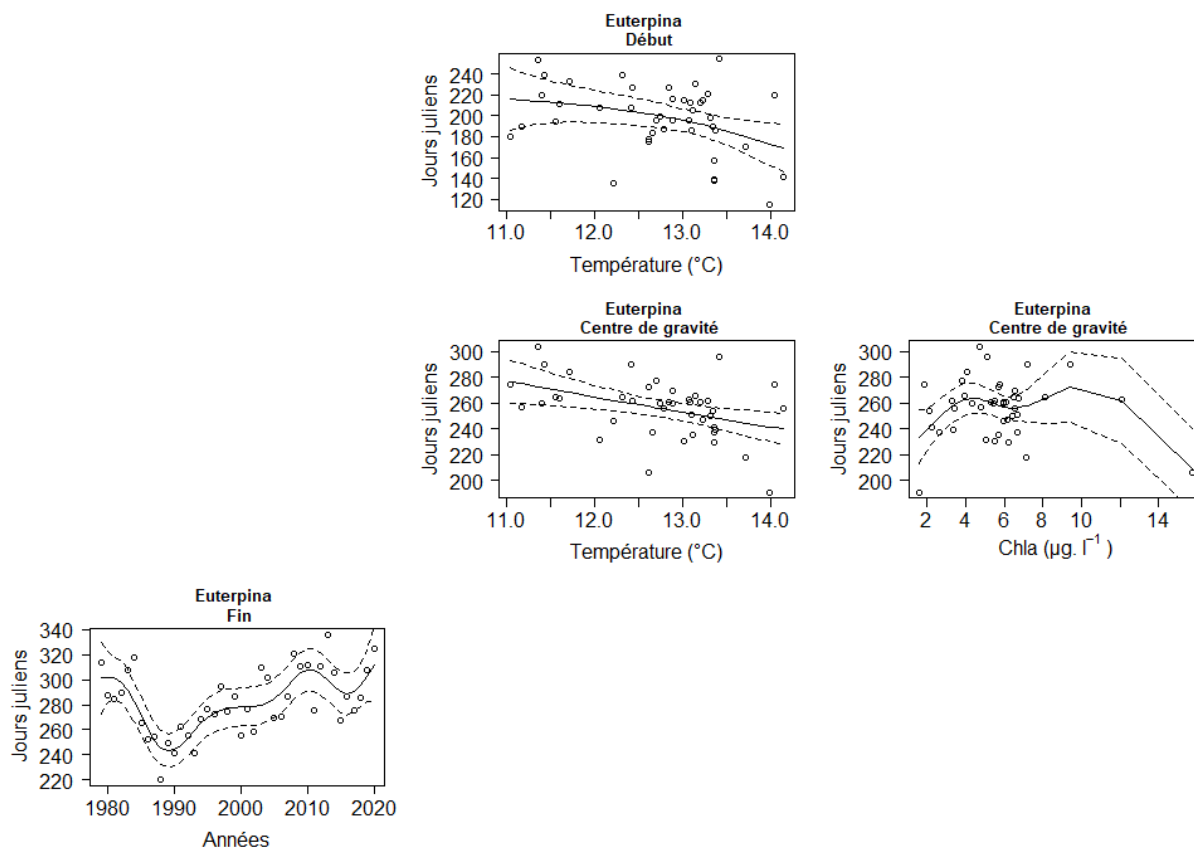 Euterpina
Début
Jours juliens
240
220
200
180
160
140
120
11.0 12.0 13.0 14.0
Température (°C)
Euterpina
Centre de gravité
Jours juliens
300
280
260
240
220
200
11.0 12.0 13.0 14.0
Température (°C)
Euterpina
Centre de gravité
Jours juliens
300
280
260
240
220
200
2 4 6 8 10 14
Chla (µg. l⁻¹ )
Euterpina
Fin
Jours juliens
340
320
300
280
260
240
220
1980 1990 2000 2010 2020
Années